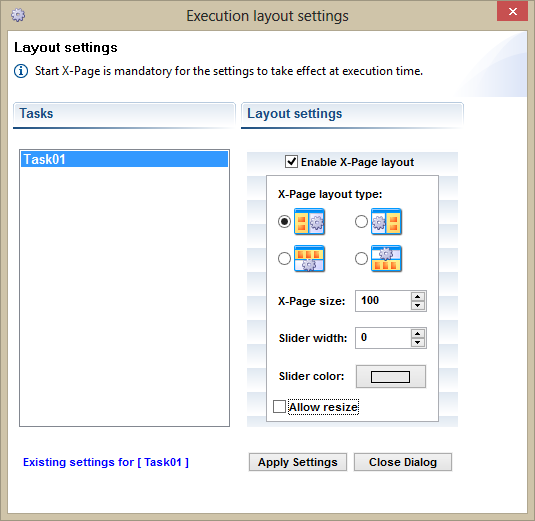 Execution layout settings
Layout settings
Start X-Page is mandatory for the settings to take effect at execution time.
Tasks
Layout settings
Task01
Enable X-Page layout
X-Page layout type:
X-Page size: 100
Slider width: 0
Slider color:
Allow resize
Existing settings for [ Task01 ]
Apply Settings
Close Dialog